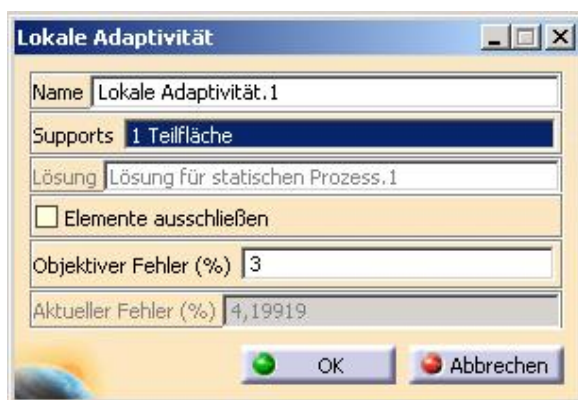 Lokale Adaptivität
Name Lokale Adaptivität.1
Supports 1 Teilfläche
Lösung Lösung für statischen Prozess.1
Elemente ausschließen
Objektiver Fehler (%) 3
Aktueller Fehler (%) 4,19919
OK Abbrechen